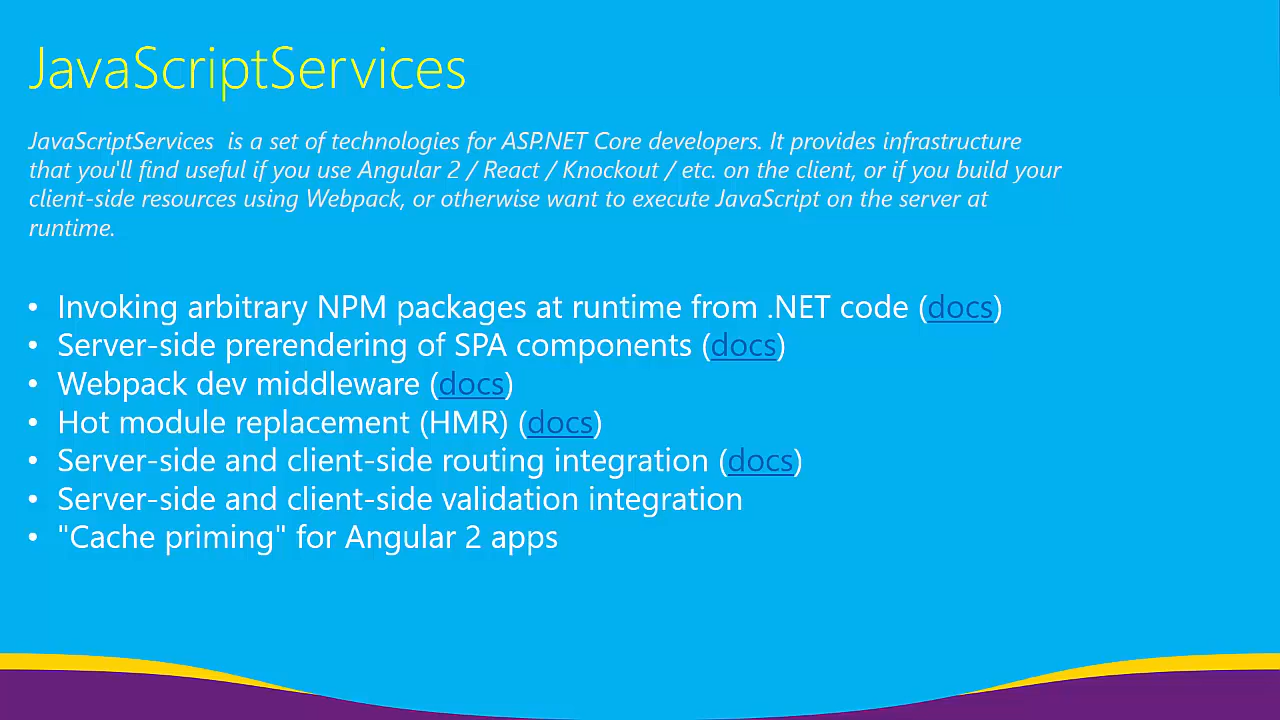 JavaScriptServices
JavaScriptServices is a set of technologies for ASP.NET Core developers. It provides infrastructure
that you'll find useful if you use Angular 2 / React / Knockout / etc. on the client, or if you build your
client-side resources using Webpack, or otherwise want to execute JavaScript on the server at
runtime.
• Invoking arbitrary NPM packages at runtime from .NET code (docs)
• Server-side prerendering of SPA components (docs)
• Webpack dev middleware (docs)
• Hot module replacement (HMR) (docs)
• Server-side and client-side routing integration (docs)
• Server-side and client-side validation integration
• "Cache priming" for Angular 2 apps